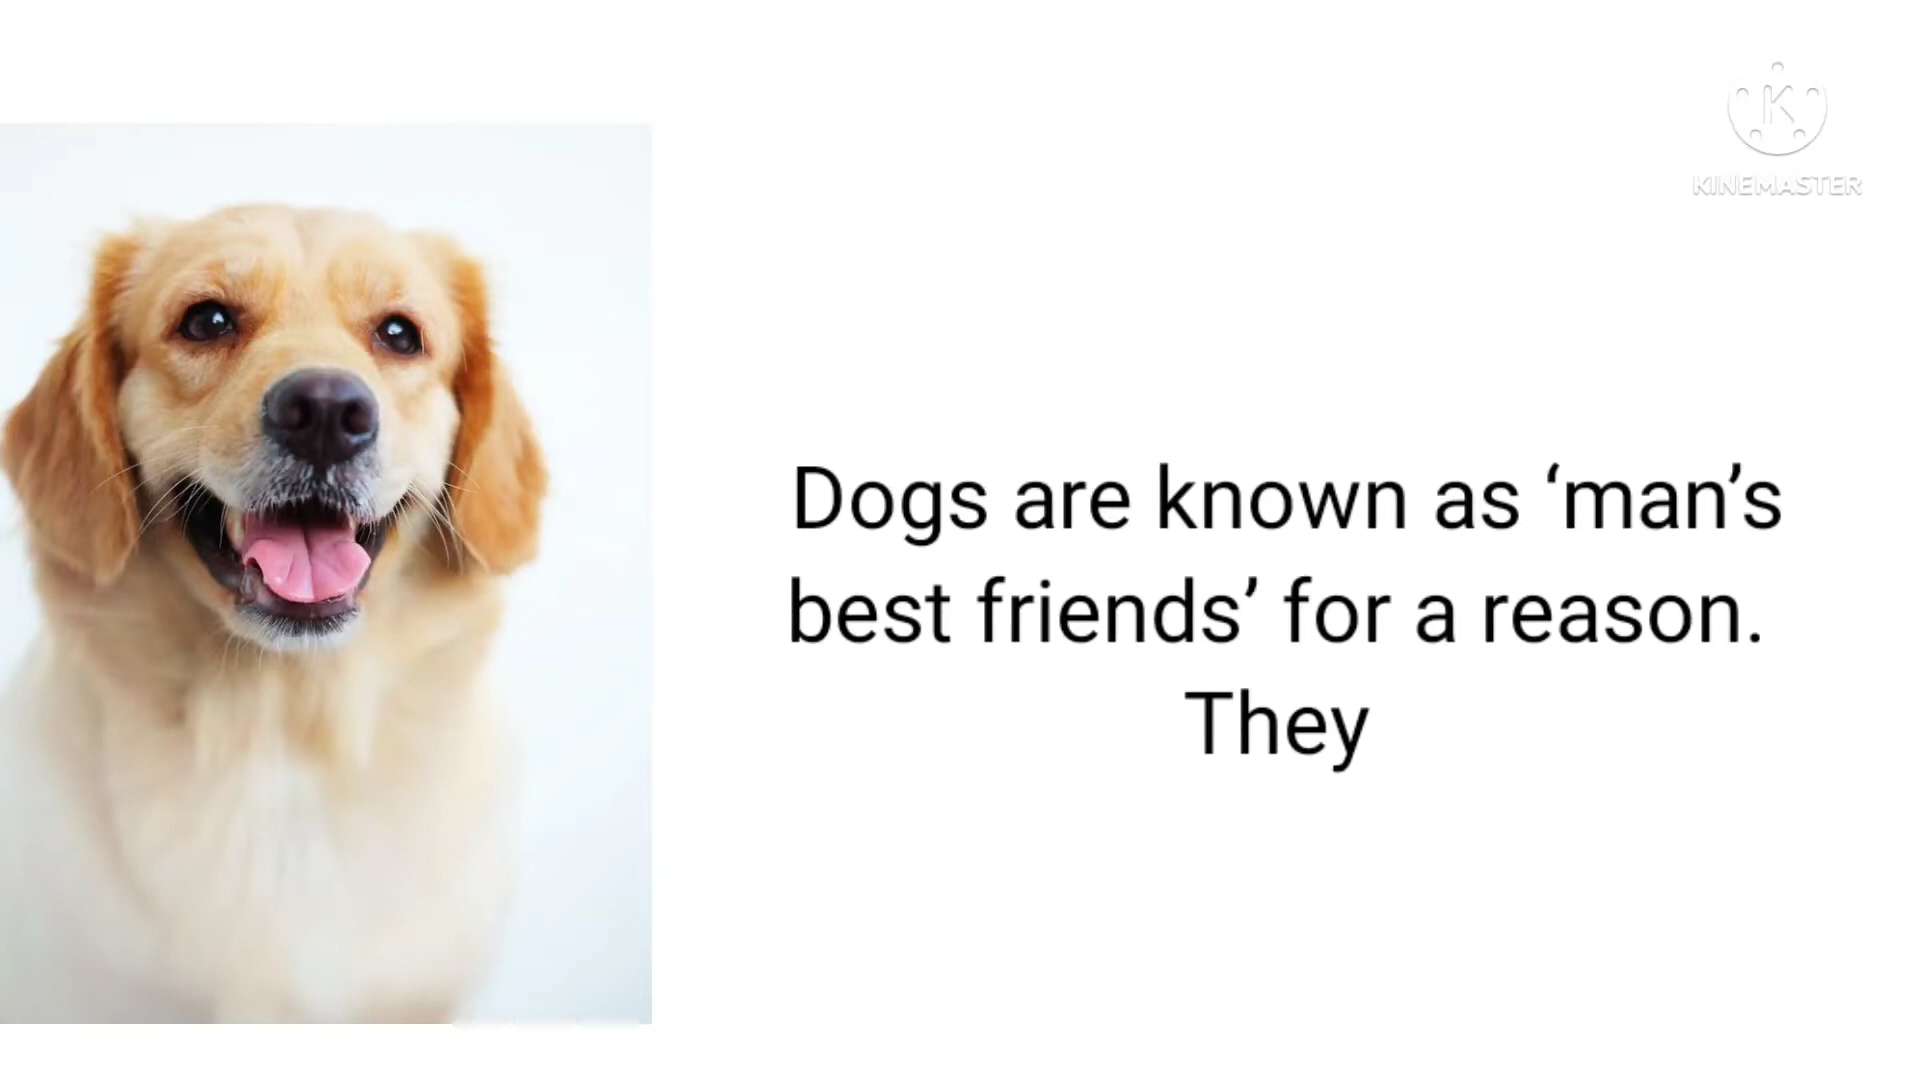 KINEMASTER
Dogs are known as ‘man’s
best friends’ for a reason.
They